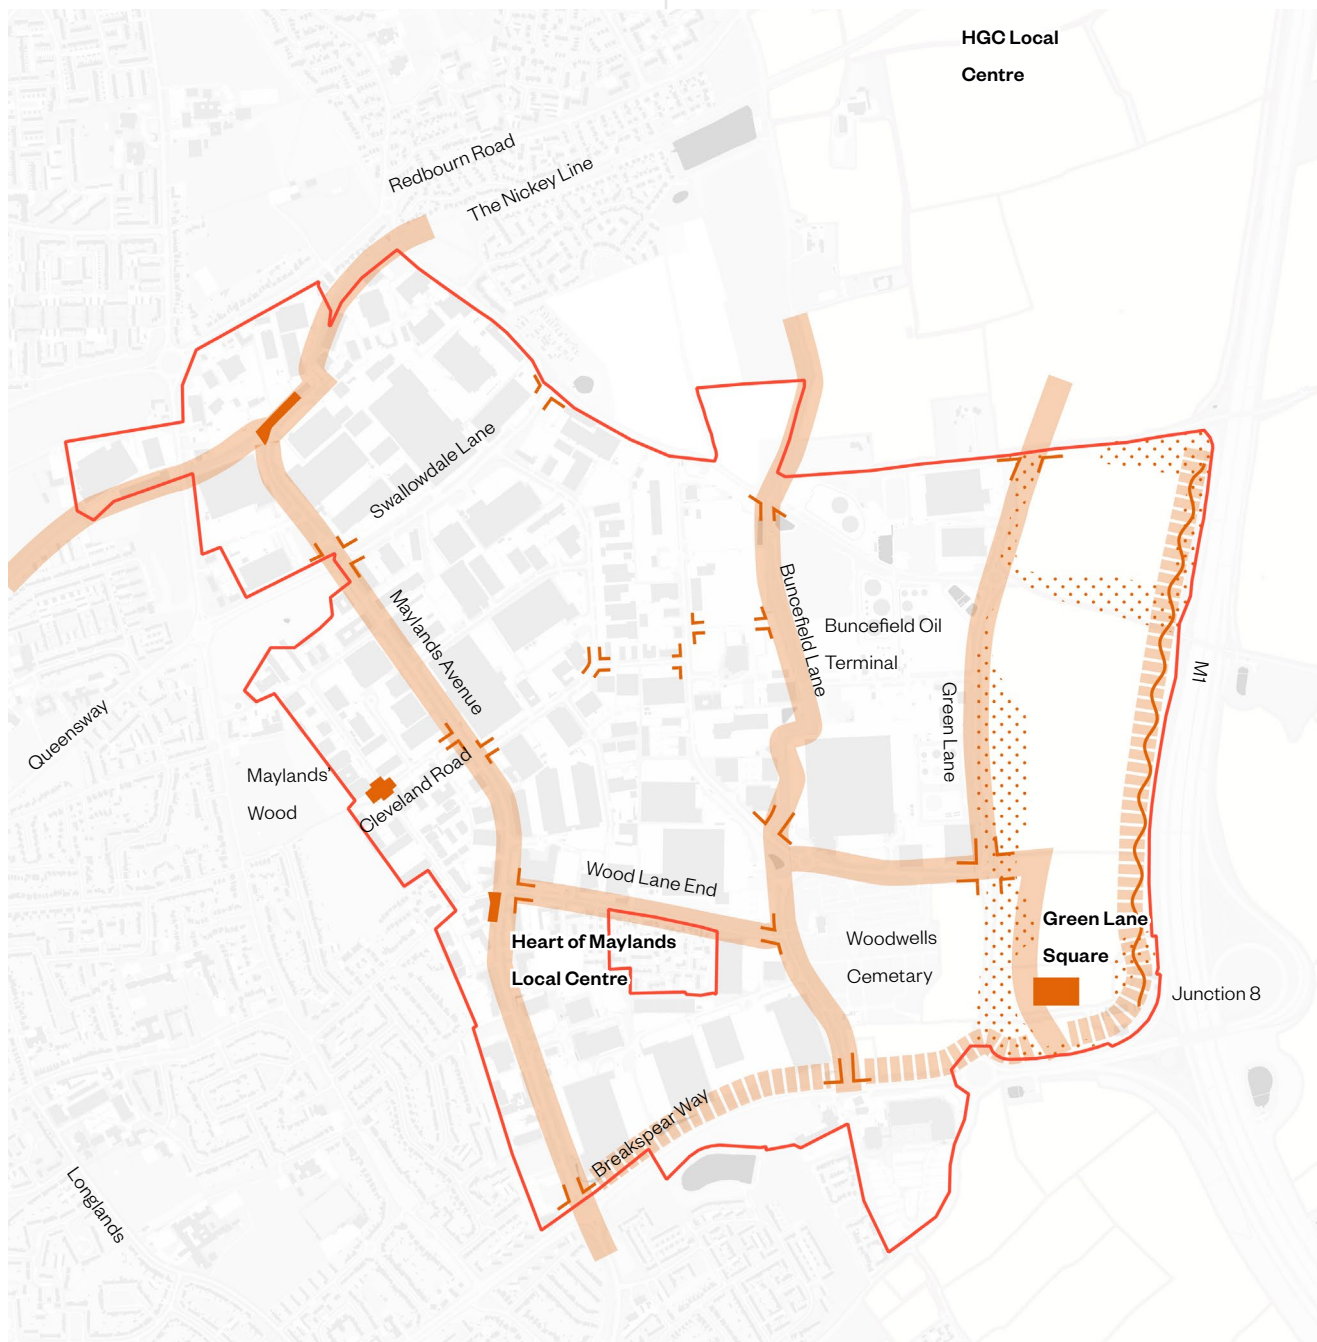 HGC Local
Centre
Redbourn Road
The Nickey Line
Swallowdale Lane
Maylands Avenue
Buncefield Lane
Buncefield Oil
Terminal
Green Lane
M1
Queensway
Maylands'
Wood
Cleveland Road
Wood Lane End
Heart of Maylands
Local Centre
Woodwells
Cemetary
Green Lane
Square
Junction 8
Breakspear Way
Longlands